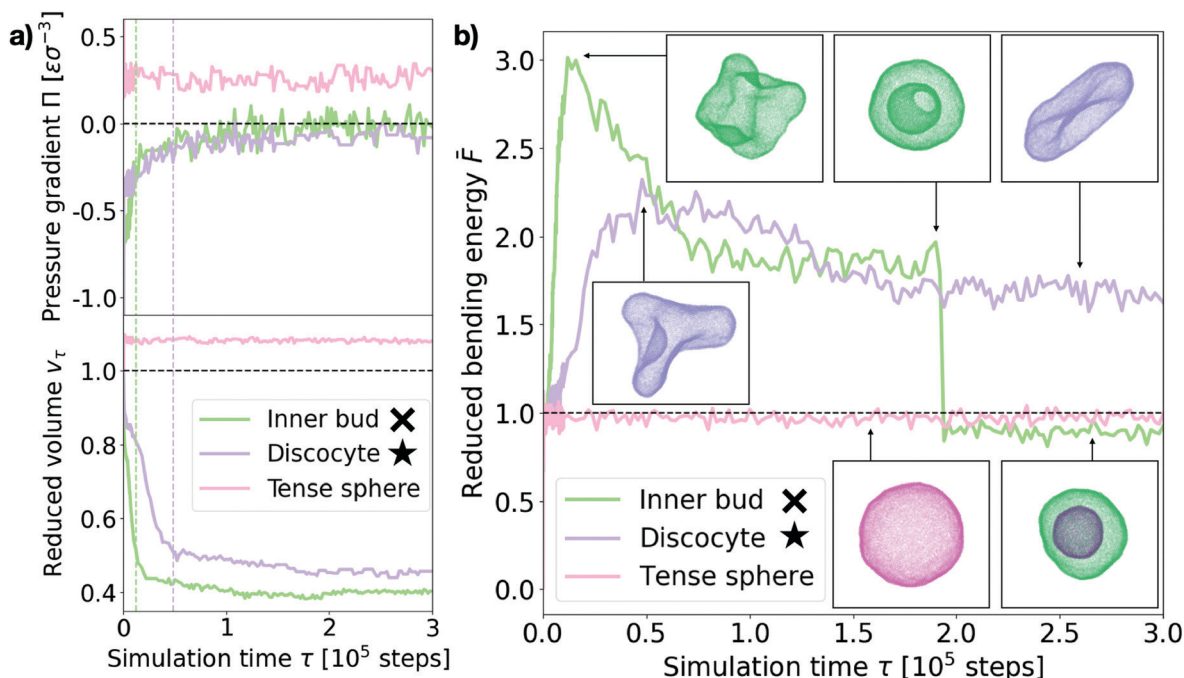 a)
Pressure gradient Π [εσ⁻³]
0.5
0.0
-0.5
-1.0
Reduced volume v_τ
1.0
0.8
0.6
0.4
Inner bud
Discocyte
Tense sphere
0 1 2 3
Simulation time τ [10⁵ steps]
b)
Reduced bending energy F̄
3.0
2.5
2.0
1.5
1.0
0.5
0.0
Inner bud
Discocyte
Tense sphere
0.0 0.5 1.0 1.5 2.0 2.5 3.0
Simulation time τ [10⁵ steps]